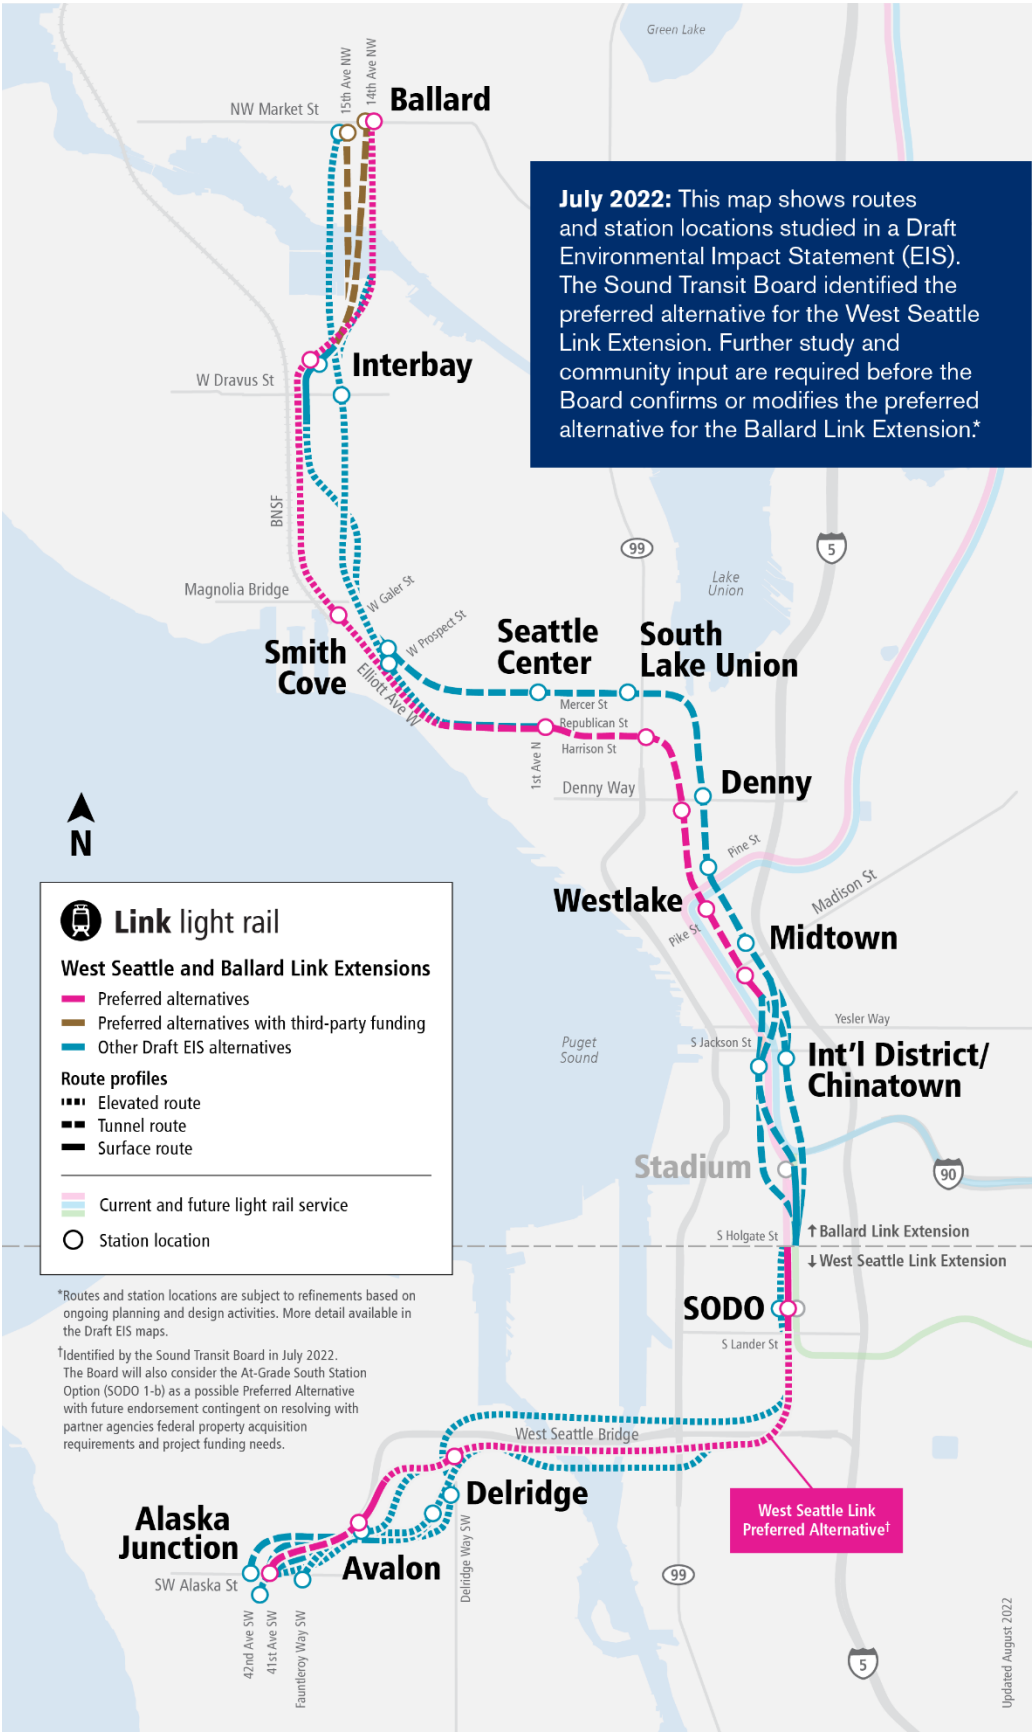 Green Lake
15th Ave NW
14th Ave NW
Ballard
NW Market St
July 2022: This map shows routes
and station locations studied in a Draft
Environmental Impact Statement (EIS).
The Sound Transit Board identified the
preferred alternative for the West Seattle
Link Extension. Further study and
community input are required before the
Board confirms or modifies the preferred
alternative for the Ballard Link Extension.*
Interbay
W Dravus St
BNSF
99
5
Lake
Union
Magnolia Bridge
W Galer St
W Prospect St
Smith
Cove
Elliott Ave W
Seattle
Center
South
Lake Union
Mercer St
Republican St
Harrison St
1st Ave N
Denny Way
Denny
N
Pine St
Westlake
Madison St
Pike St
Midtown
Yesler Way
Puget
Sound
S Jackson St
Int'l District/
Chinatown
Stadium
90
S Holgate St
↑ Ballard Link Extension
↓ West Seattle Link Extension
SODO
S Lander St
Link light rail
West Seattle and Ballard Link Extensions
Preferred alternatives
Preferred alternatives with third-party funding
Other Draft EIS alternatives
Route profiles
Elevated route
Tunnel route
Surface route
Current and future light rail service
Station location
*Routes and station locations are subject to refinements based on
ongoing planning and design activities. More detail available in
the Draft EIS maps.
†Identified by the Sound Transit Board in July 2022.
The Board will also consider the At-Grade South Station
Option (SODO 1-b) as a possible Preferred Alternative
with future endorsement contingent on resolving with
partner agencies federal property acquisition
requirements and project funding needs.
West Seattle Bridge
Delridge
West Seattle Link
Preferred Alternative†
Alaska
Junction
Avalon
SW Alaska St
Delridge Way SW
99
42nd Ave SW
41st Ave SW
Fauntleroy Way SW
5
Updated August 2022